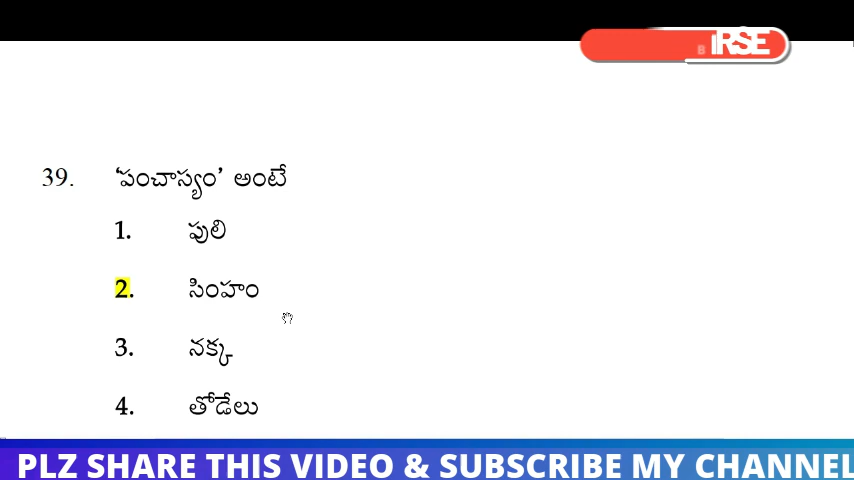 IRSE
39. ‘పంచాస్యం’ అంటే
1. పులి
2. సింహం
3. నక్క
4. తోడేలు
PLZ SHARE THIS VIDEO & SUBSCRIBE MY CHANNEL